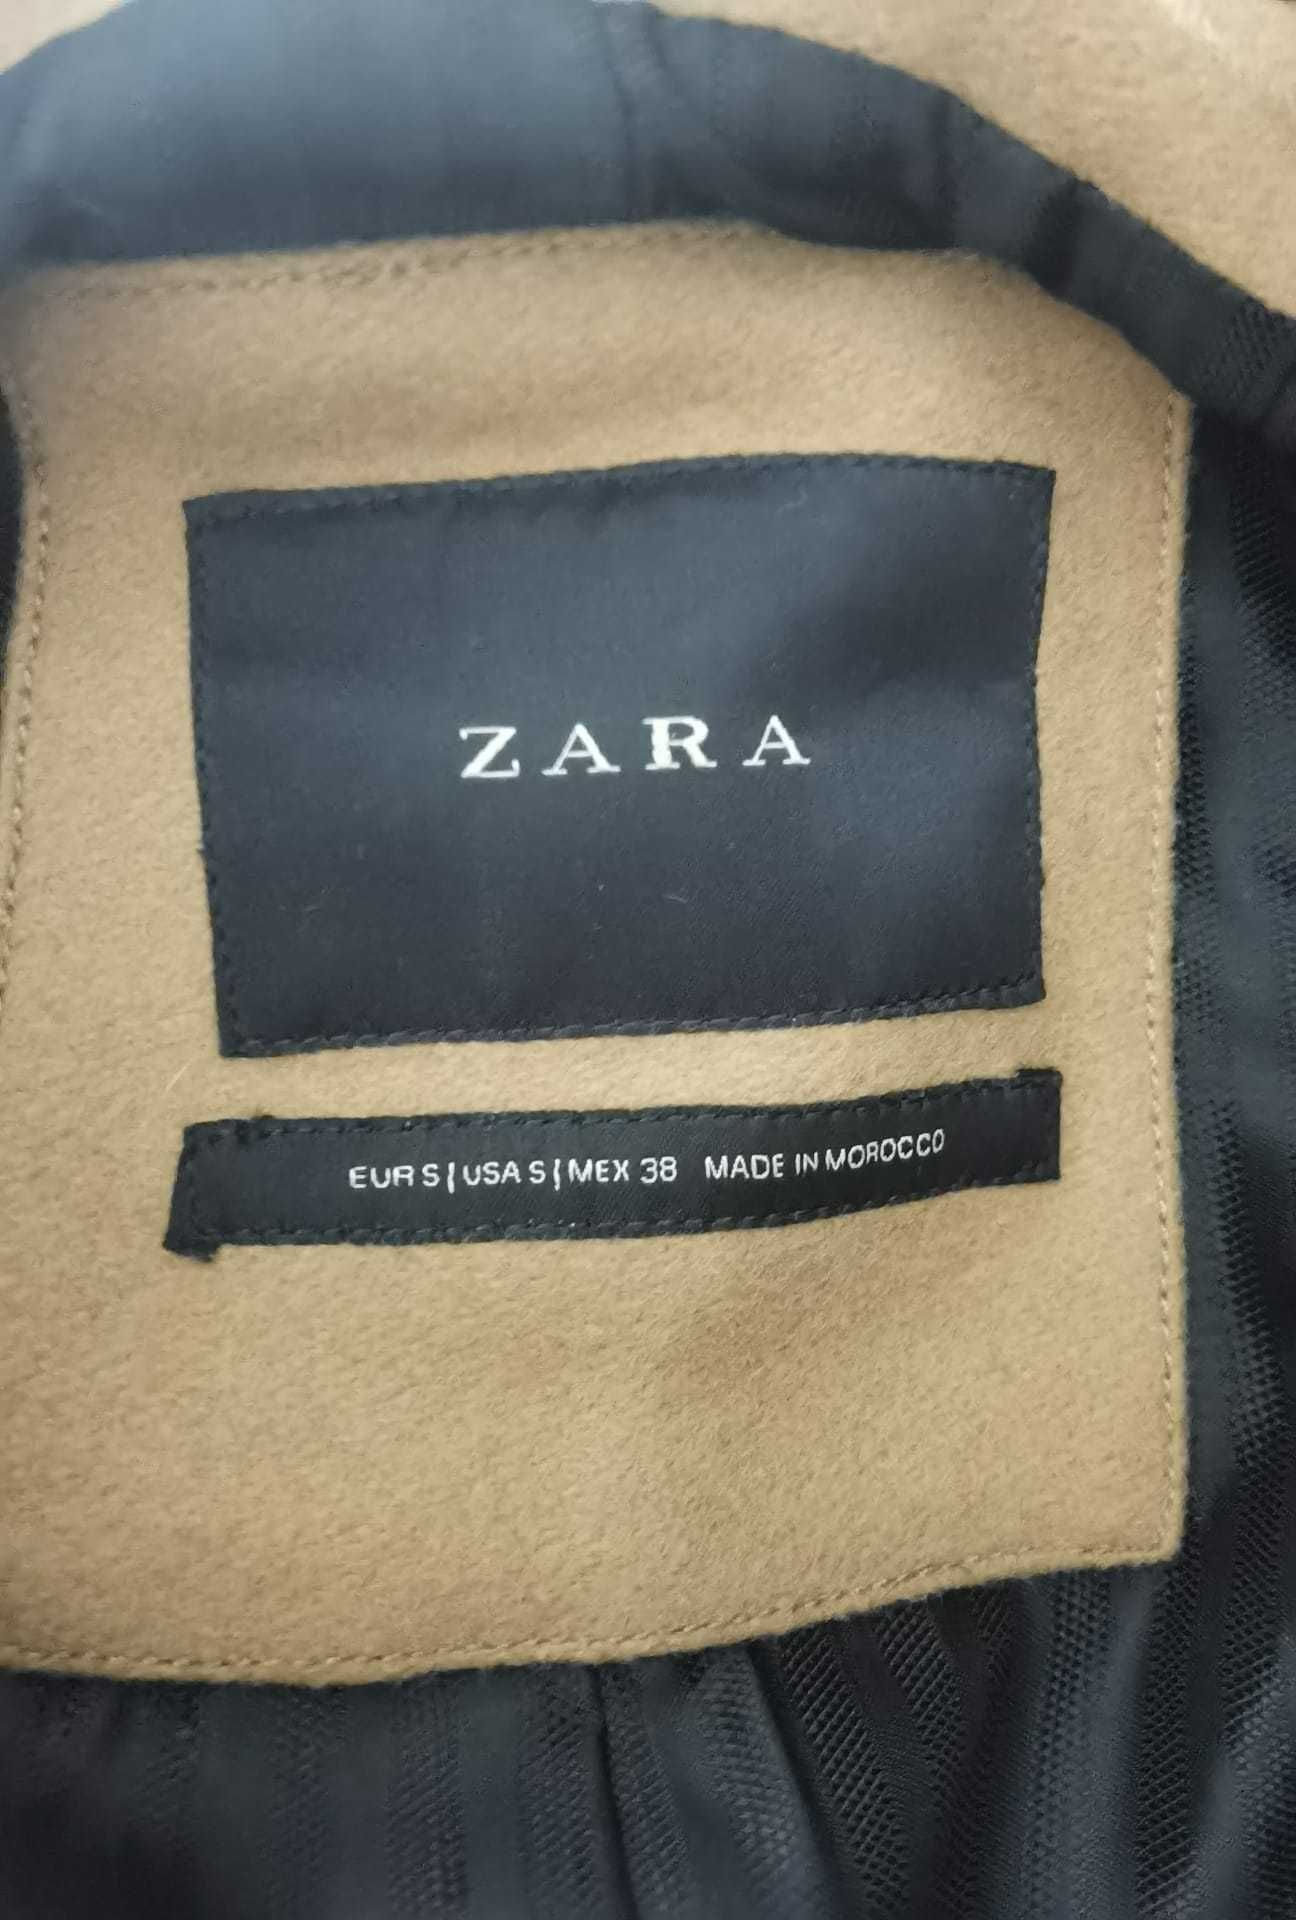 ZARA
EUR S | USA S | MEX 38 MADE IN MOROCCO